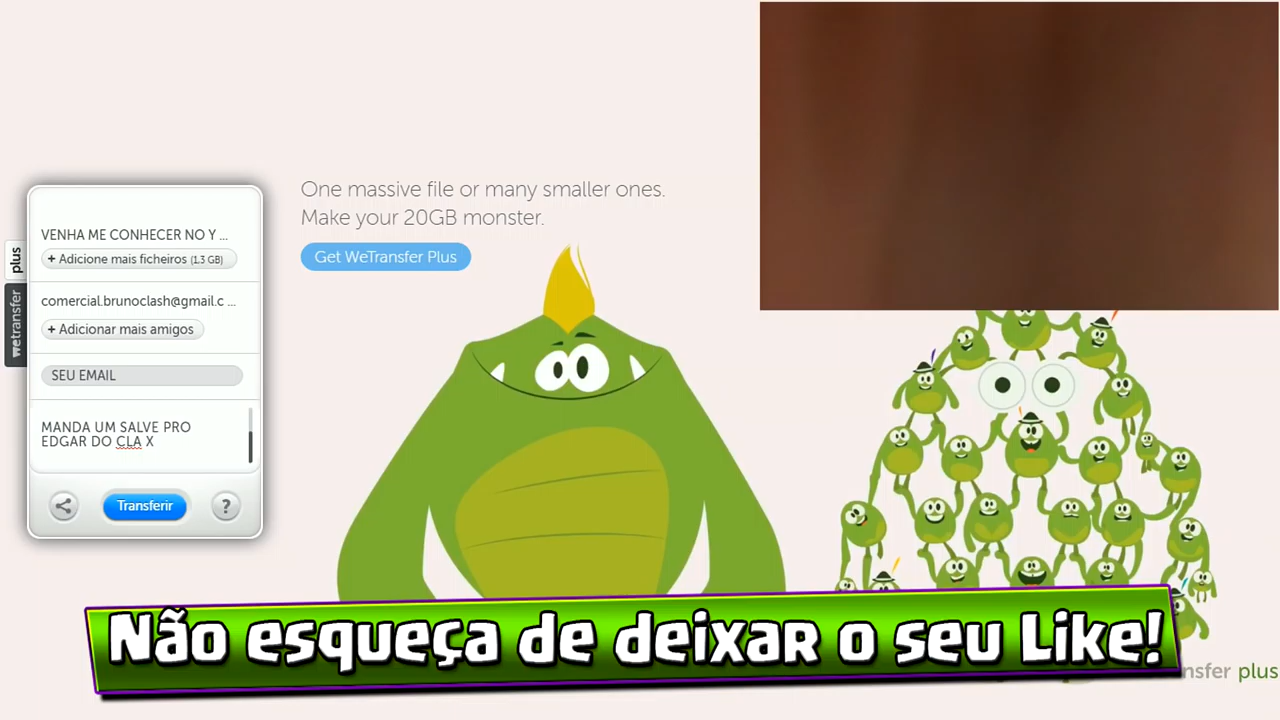 One massive file or many smaller ones.
Make your 20GB monster.
Get WeTransfer Plus
plus
wetransfer
VENHA ME CONHECER NO Y ...
+ Adicione mais ficheiros (1,3 GB)
comercial.brunoclash@gmail.c ...
+ Adicionar mais amigos
SEU EMAIL
MANDA UM SALVE PRO
EDGAR DO CLA X
Transferir
?
Não esqueça de deixar o seu Like!
nsfer plus